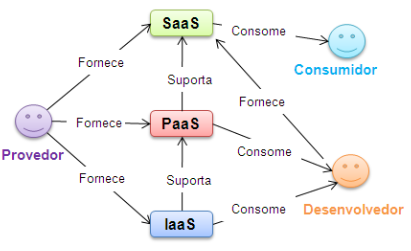 SaaS
Consome
Consumidor
Fornece
Suporta
Fornece
Fornece
PaaS
Consome
Provedor
Fornece
Suporta
Consome
Desenvolvedor
IaaS